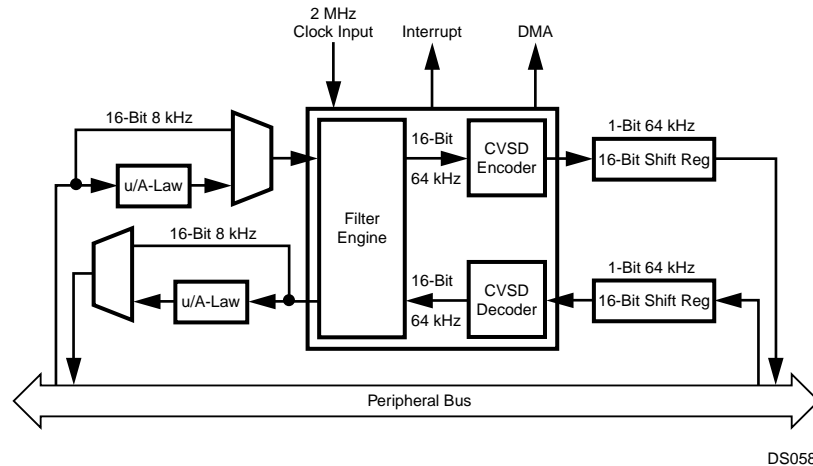 2 MHz
Clock Input
Interrupt
DMA
16-Bit 8 kHz
u/A-Law
16-Bit 8 kHz
u/A-Law
Filter
Engine
16-Bit
64 kHz
CVSD
Encoder
1-Bit 64 kHz
16-Bit Shift Reg
16-Bit
64 kHz
CVSD
Decoder
1-Bit 64 kHz
16-Bit Shift Reg
Peripheral Bus
DS058